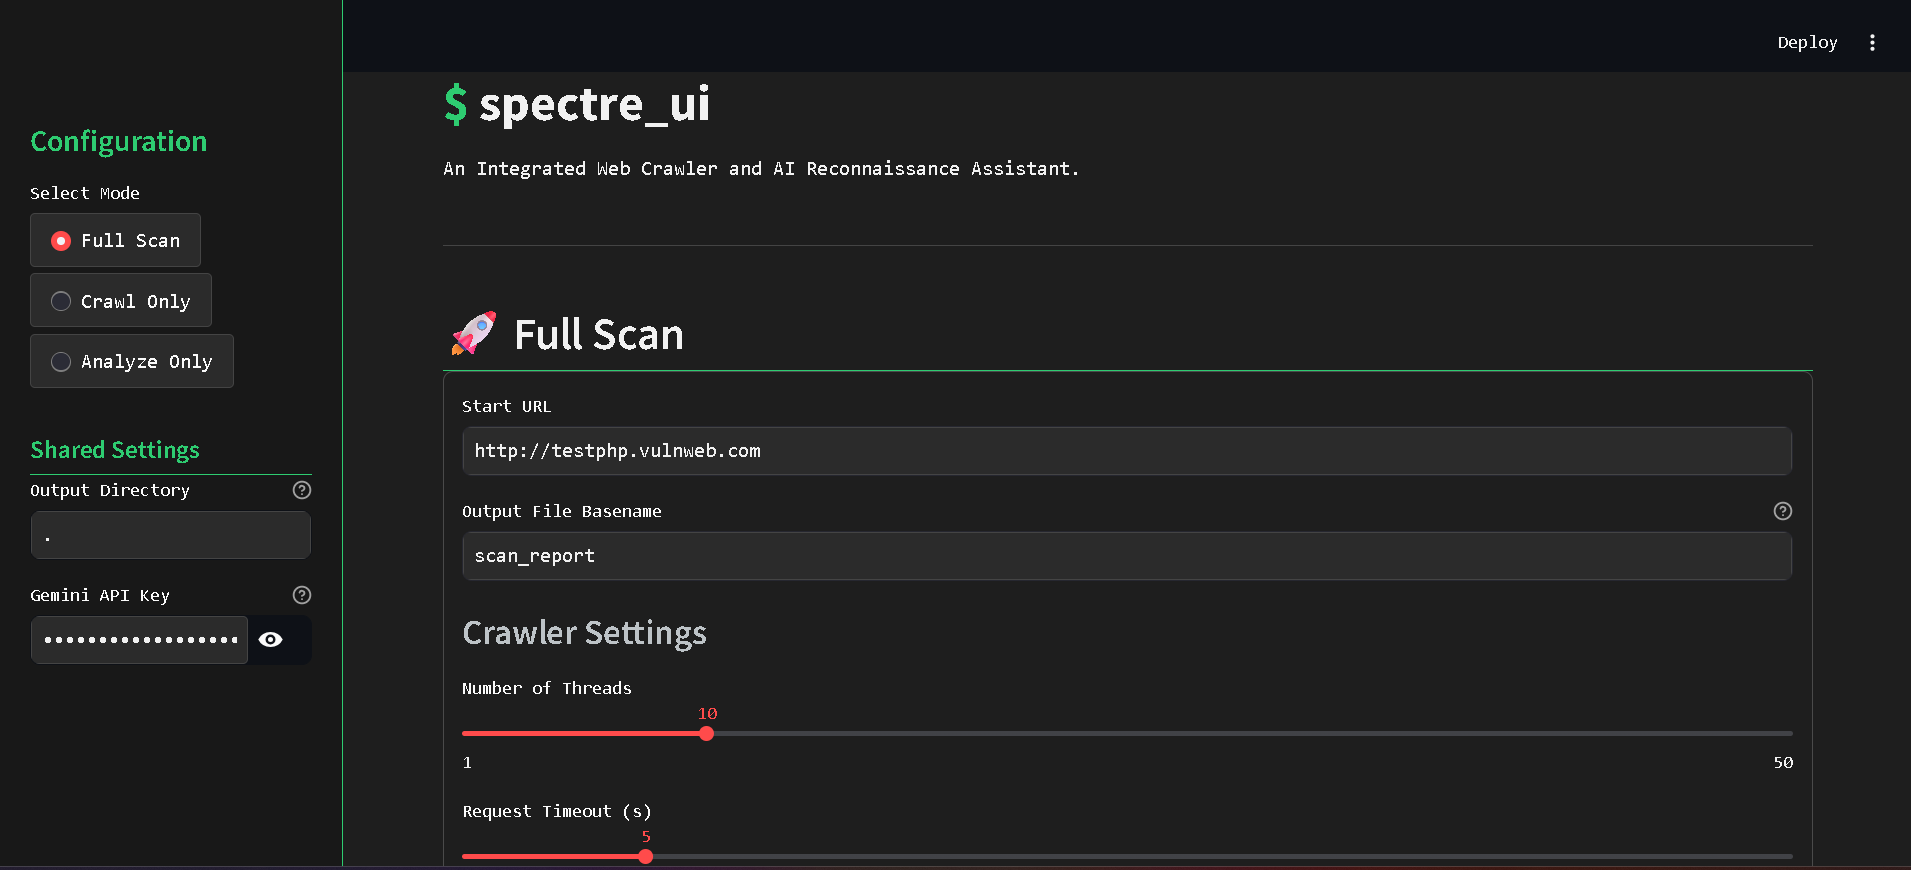 Deploy
Configuration
Select Mode
Full Scan
Crawl Only
Analyze Only
Shared Settings
Output Directory
.
Gemini API Key
••••••••••••••••••
$ spectre_ui
An Integrated Web Crawler and AI Reconnaissance Assistant.
🚀 Full Scan
Start URL
http://testphp.vulnweb.com
Output File Basename
scan_report
Crawler Settings
Number of Threads
10
1 50
Request Timeout (s)
5